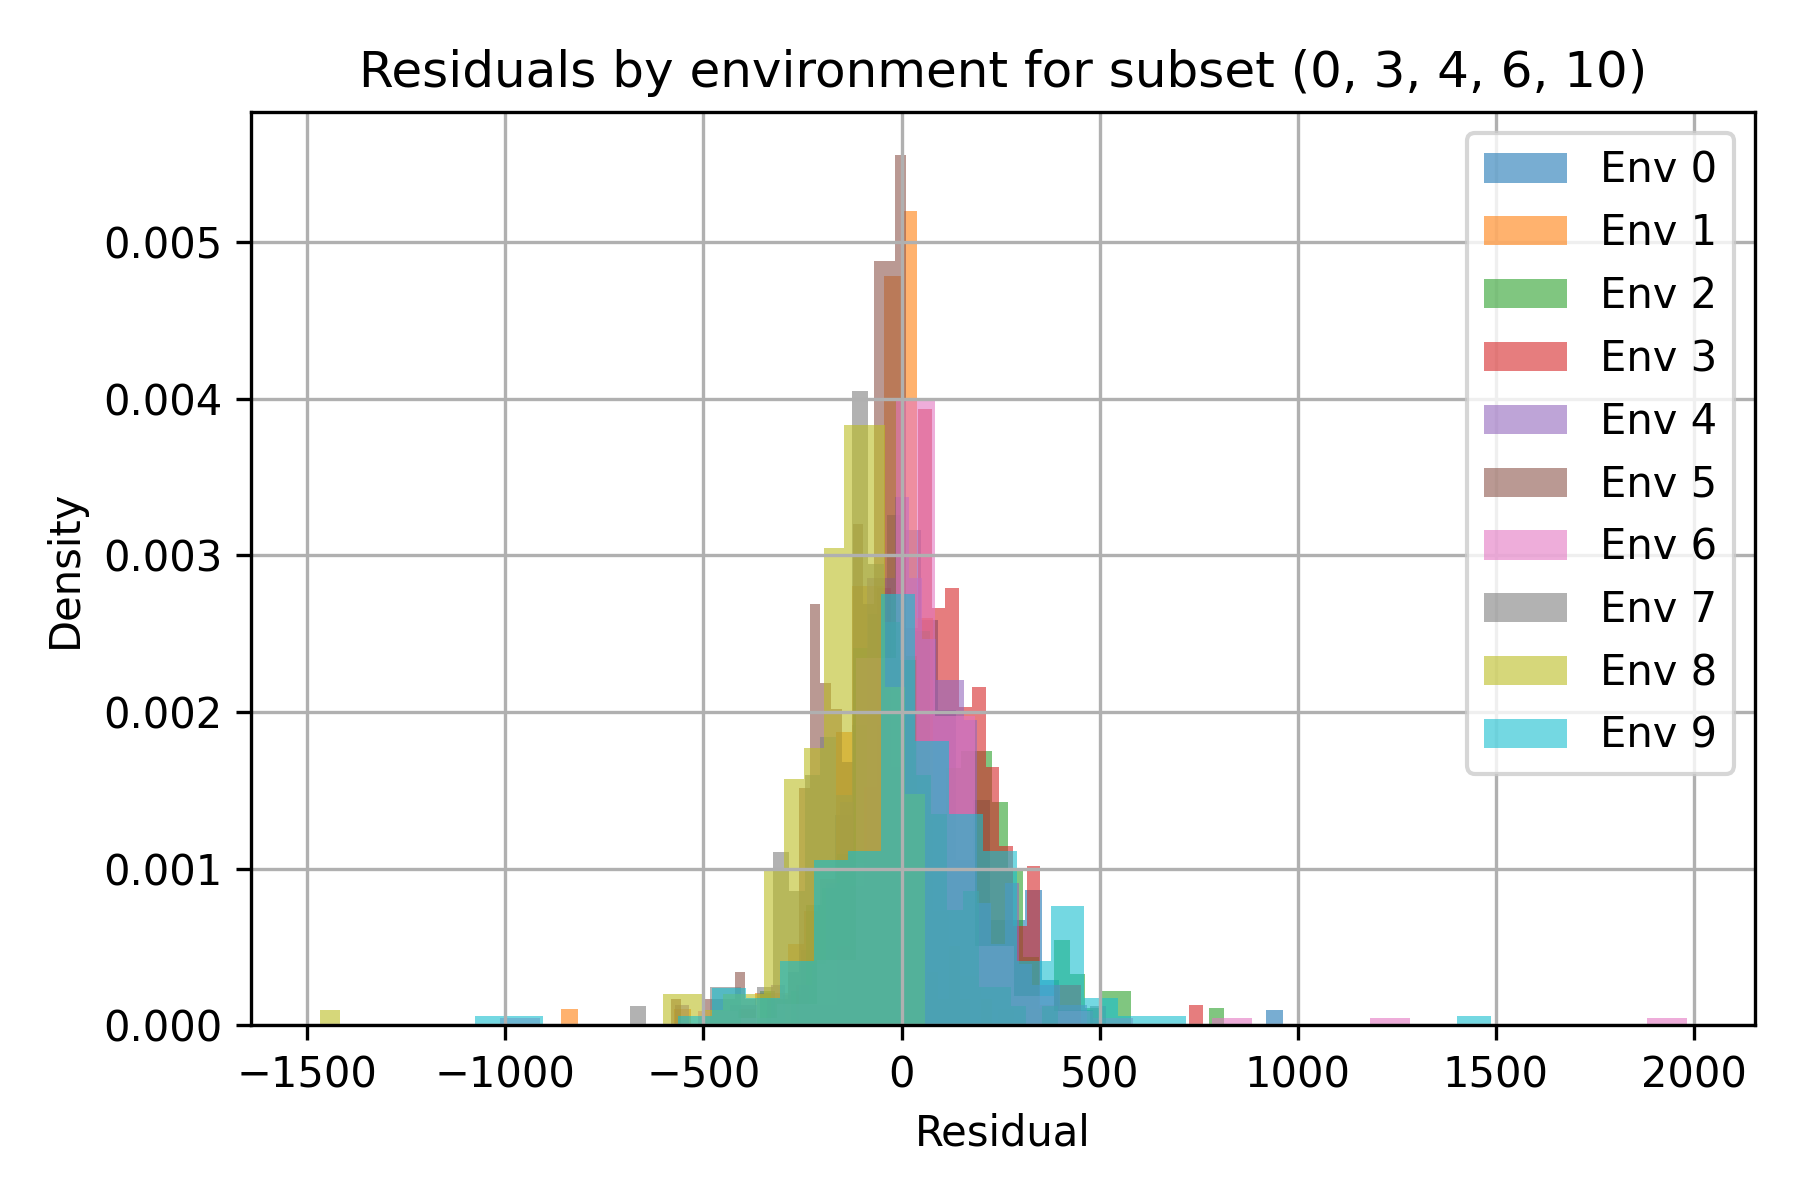 Residuals by environment for subset (0, 3, 4, 6, 10)
Env 0
Env 1
Env 2
Env 3
Env 4
Env 5
Env 6
Env 7
Env 8
Env 9
Density
0.005
0.004
0.003
0.002
0.001
0.000
−1500 −1000 −500 0 500 1000 1500 2000
Residual